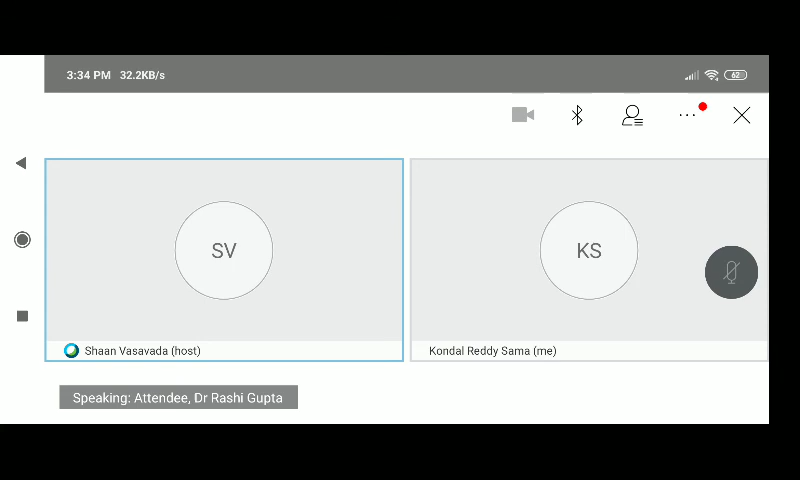 3:34 PM 32.2KB/s
62
SV
KS
Shaan Vasavada (host)
Kondal Reddy Sama (me)
Speaking: Attendee, Dr Rashi Gupta